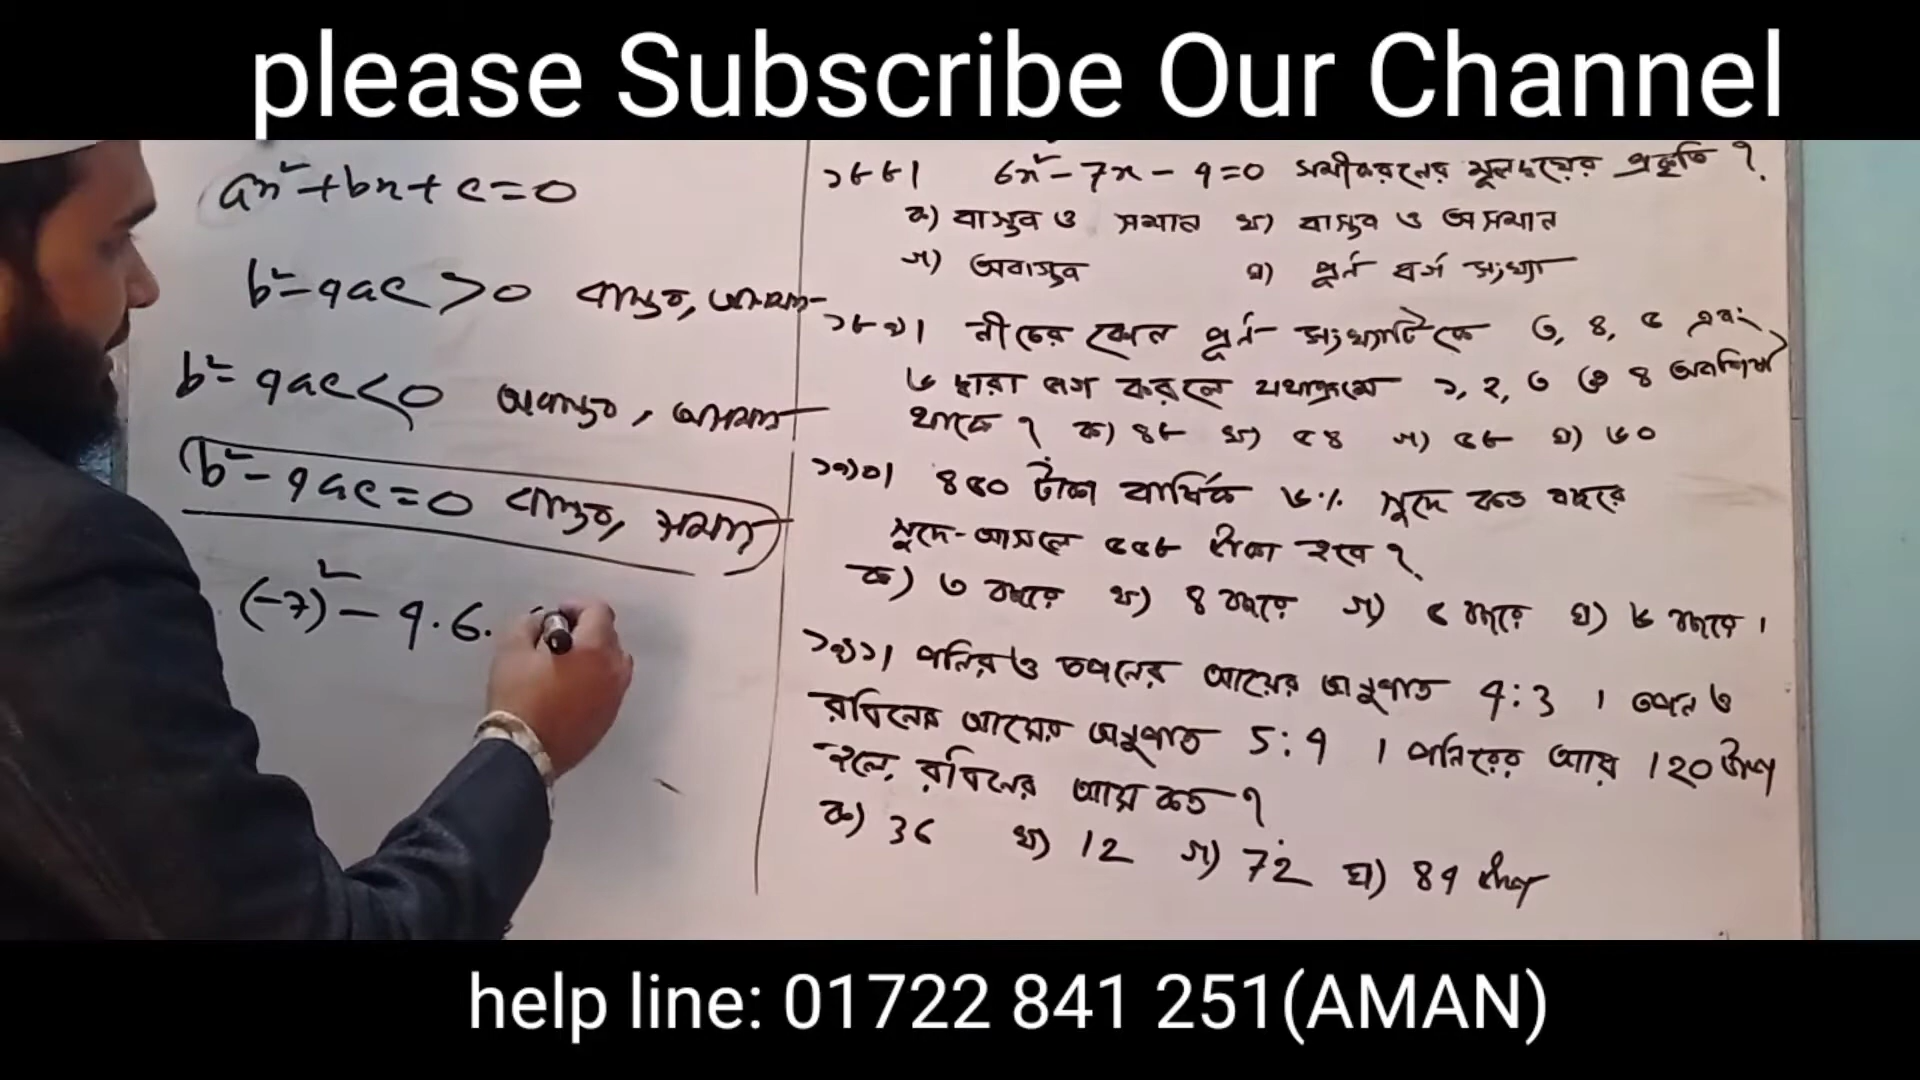 please Subscribe Our Channel
ax²+bx+c=0
b²-4ac>0 বাস্তব, অসমান
b²-4ac<0 অবাস্তব, অসমান
b²-4ac=0 বাস্তব, সমান
(-7)²-4.6.
১৮৮। 6x²-7x-4=0 সমীকরনের মূলদ্বয়ের প্রকৃতি ?
ক) বাস্তব ও সমান খ) বাস্তব ও অসমান
গ) অবাস্তব ঘ) পূর্ন বর্গ সংখ্যা
১৮৯। নীচের কোন পূর্ন সংখ্যাটিকে ৩, ৪, ৫ এবং
৬ দ্বারা ভাগ করলে যথাক্রমে ১, ২, ৩ ও ৪ অবশিষ্ট
থাকে ? ক) ৪৮ খ) ৫৪ গ) ৫৮ ঘ) ৬০
১৯০। ৪৫০ টাকা বার্ষিক ৬% সুদে কত বছরে
সুদে-আসলে ৫৫৮ টাকা হবে ?
ক) ৩ বছরে খ) ৪ বছরে গ) ৫ বছরে ঘ) ৬ বছরে।
১৯১। পনির ও তপনের আয়ের অনুপাত 4:3 । তপন ও
রবিনের আয়ের অনুপাত 5:4 । পনিরের আয় 120 টাকা
হলে, রবিনের আয় কত ?
ক) 36 খ) 12 গ) 72 ঘ) 84 টাকা
help line: 01722 841 251(AMAN)